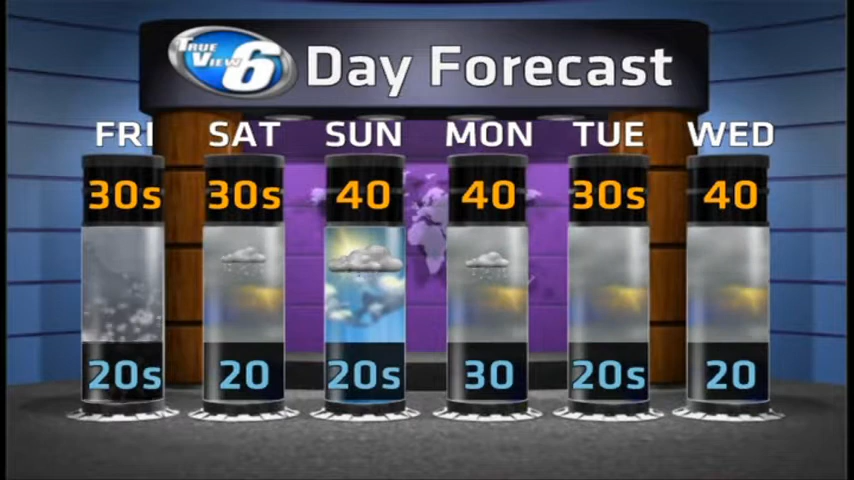 TRUE VIEW 6 Day Forecast
FRI SAT SUN MON TUE WED
30s 30s 40 40 30s 40
20s 20 20s 30 20s 20